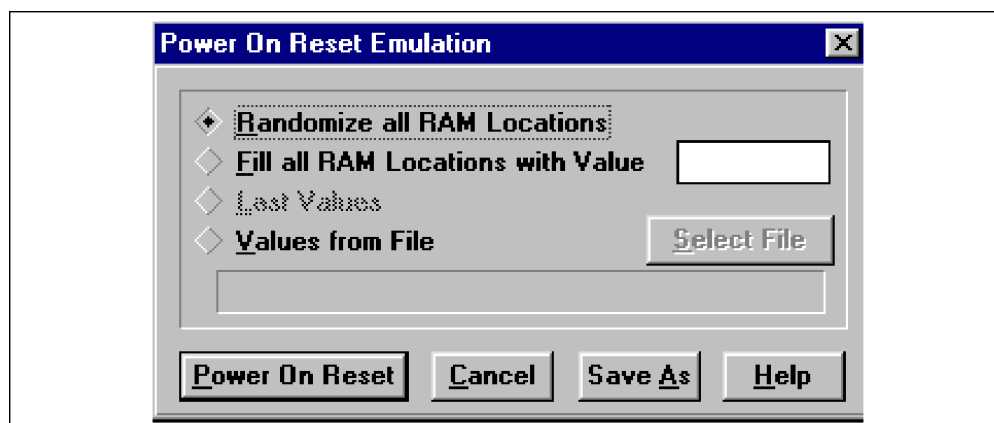 Power On Reset Emulation
Randomize all RAM Locations
Fill all RAM Locations with Value
Last Values
Values from File
Select File
Power On Reset
Cancel
Save As
Help